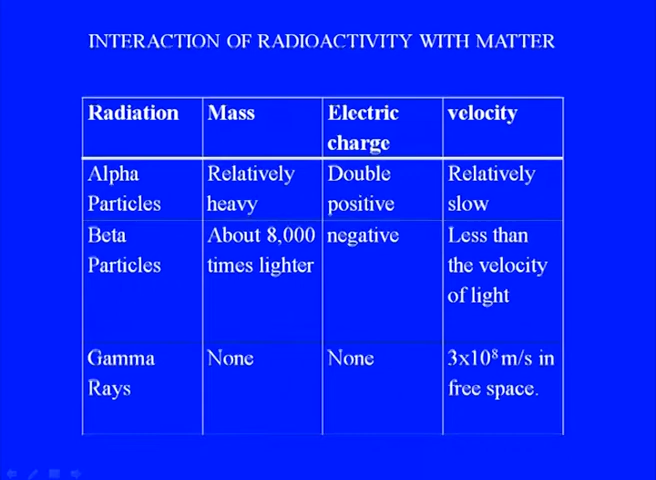 INTERACTION OF RADIOACTIVITY WITH MATTER
Radiation
Mass
Electric
charge
velocity
Alpha
Particles
Relatively
heavy
Double
positive
Relatively
slow
Beta
Particles
About 8,000
times lighter
negative
Less than
the velocity
of light
Gamma
Rays
None
None
3x10⁸ m/s in
free space.